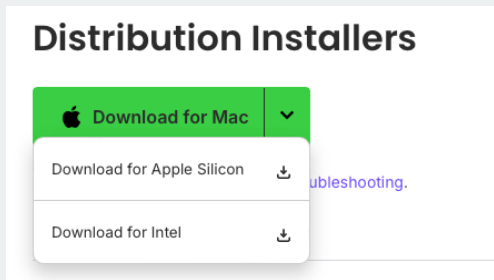 Distribution Installers
Download for Mac
Download for Apple Silicon
ubleshooting.
Download for Intel